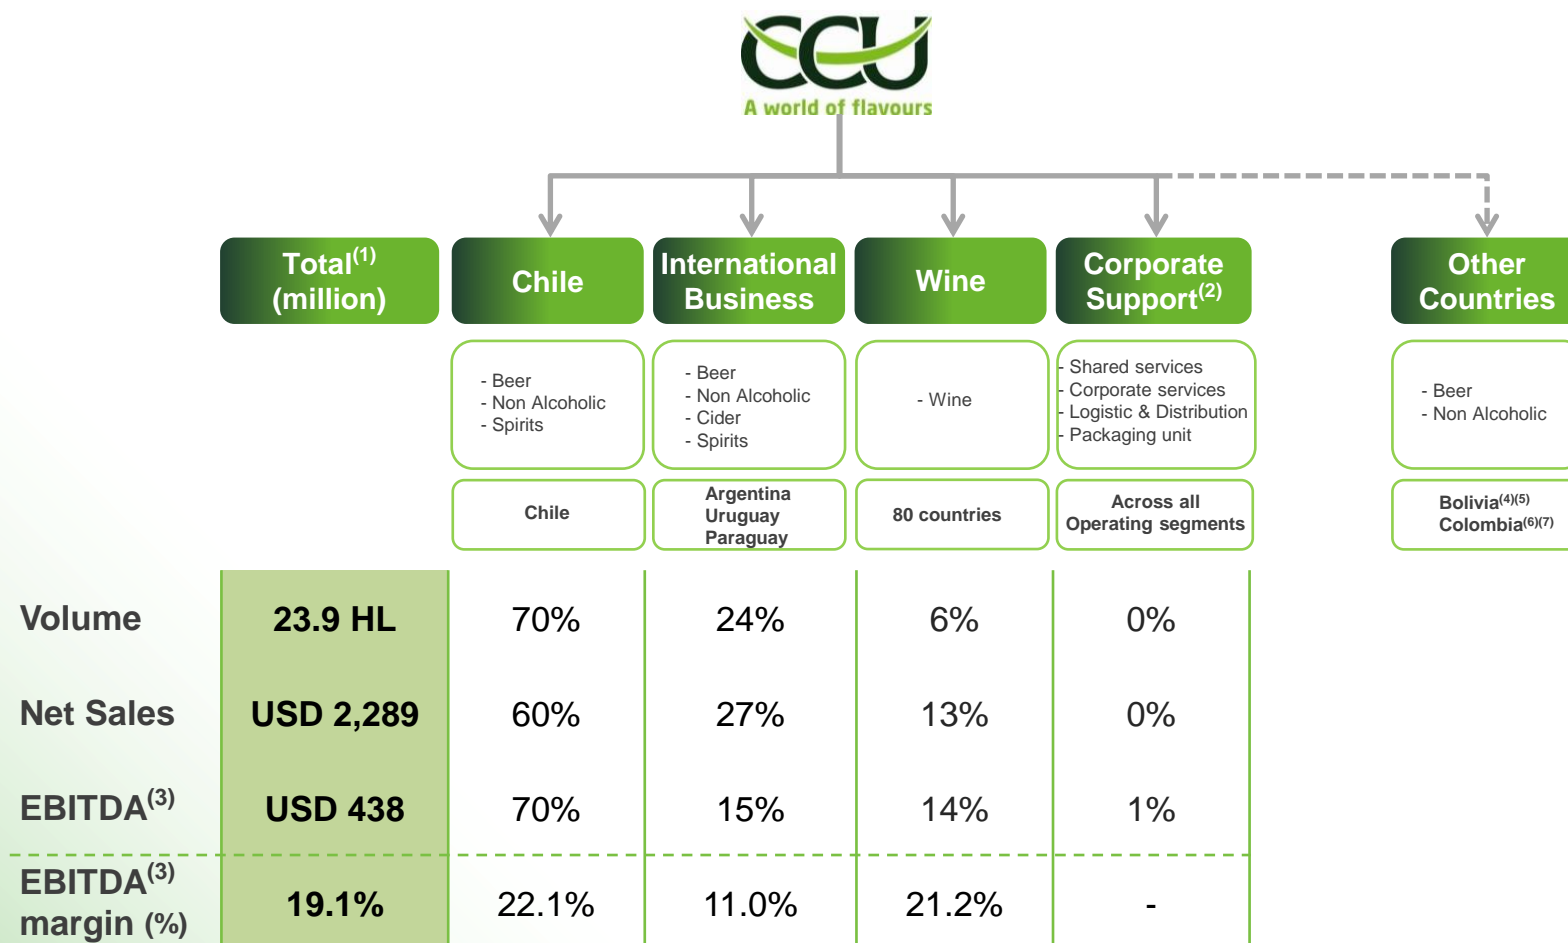 CCU
A world of flavours
Total(1)
(million)
Chile
International
Business
Wine
Corporate
Support(2)
Other
Countries
- Beer
- Non Alcoholic
- Spirits
- Beer
- Non Alcoholic
- Cider
- Spirits
- Wine
- Shared services
- Corporate services
- Logistic & Distribution
- Packaging unit
- Beer
- Non Alcoholic
Chile
Argentina
Uruguay
Paraguay
80 countries
Across all
Operating segments
Bolivia(4)(5)
Colombia(6)(7)
Volume 23.9 HL 70% 24% 6% 0%
Net Sales USD 2,289 60% 27% 13% 0%
EBITDA(3) USD 438 70% 15% 14% 1%
EBITDA(3)
margin (%) 19.1% 22.1% 11.0% 21.2% -